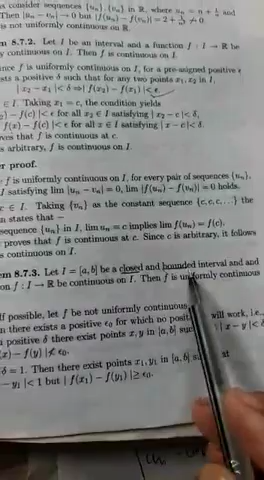 consider sequences {uₙ}, {vₙ} in ℝ, where uₙ = n + 1/n and
Then |uₙ − vₙ| → 0 but |f(uₙ) − f(vₙ)| = 2 + ≠ 0.
is not uniformly continuous on ℝ.
m 8.7.2. Let I be an interval and a function f : I → ℝ be
ly continuous on I. Then f is continuous on I.
nce f is uniformly continuous on I, for a pre-assigned positive ε
sts a positive δ such that for any two points x₁, x₂ in I,
| x₂ − x₁ |< δ ⇒ | f(x₂) − f(x₁) |< ε.
∈ I. Taking x₁ = c, the condition yields
) − f(c) |< ε for all x₂ ∈ I satisfying | x₂ − c |< δ,
f(x) − f(c) |< ε for all x ∈ I satisfying | x − c |< δ.
oves that f is continuous at c.
s arbitrary, f is continuous on I.
er proof.
f is uniformly continuous on I, for every pair of sequences {uₙ},
I satisfying lim |uₙ − vₙ| = 0, lim |f(uₙ) − f(vₙ)| = 0 holds.
c ∈ I. Taking {vₙ} as the constant sequence {c, c, c, ... } the
n states that −
sequence {uₙ} in I, lim uₙ = c implies lim f(uₙ) = f(c).
proves that f is continuous at c. Since c is arbitrary, it follows
is continuous on I.
em 8.7.3. Let I = [a, b] be a closed and bounded interval and and
on f : I → ℝ be continuous on I. Then f is uniformly continuous
If possible, let f be not uniformly continuous
n there exists a positive ε₀ for which no posit will work, i.e.,
a positive δ there exist points x, y in [a, b] suc | x − y |< δ
(x) − f(y) |≮ ε₀.
δ = 1. Then there exist points x₁, y₁ in [a, b] s at
− y₁ |< 1 but | f(x₁) − f(y₁) |≥ ε₀.